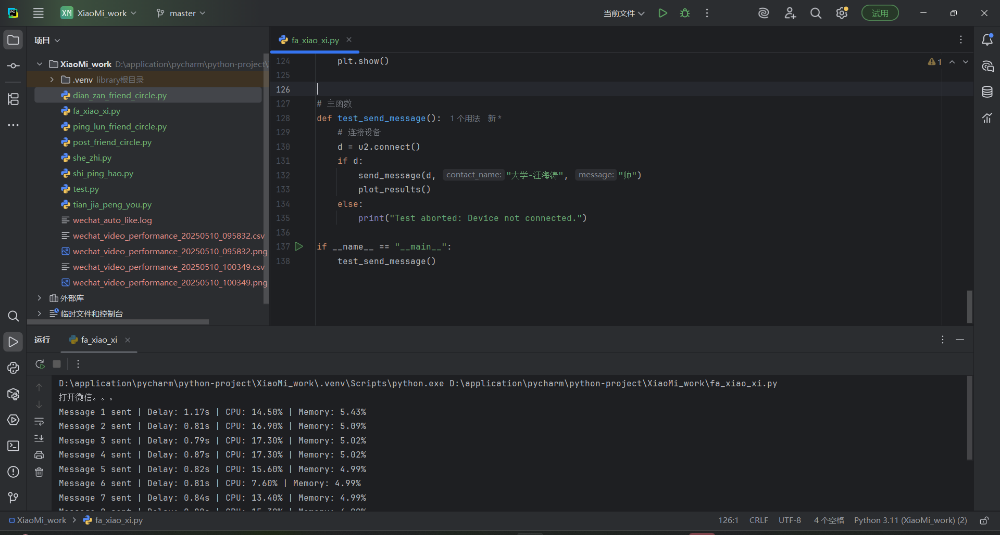 XM XiaoMi_work master 当前文件 试用
项目
fa_xiao_xi.py
XiaoMi_work D:\application\pycharm\python-project\
.venv library根目录
dian_zan_friend_circle.py
fa_xiao_xi.py
ping_lun_friend_circle.py
post_friend_circle.py
she_zhi.py
shi_ping_hao.py
test.py
tian_jia_peng_you.py
wechat_auto_like.log
wechat_video_performance_20250510_095832.csv
wechat_video_performance_20250510_095832.png
wechat_video_performance_20250510_100349.csv
wechat_video_performance_20250510_100349.png
外部库
临时文件和控制台
1
124 plt.show()
125
126
127 # 主函数
128 def test_send_message(): 1 个用法 新 *
129 # 连接设备
130 d = u2.connect()
131 if d:
132 send_message(d, contact_name: "大学-汪海涛", message: "帅")
133 plot_results()
134 else:
135 print("Test aborted: Device not connected.")
136
137 if __name__ == "__main__":
138 test_send_message()
运行 fa_xiao_xi
D:\application\pycharm\python-project\XiaoMi_work\.venv\Scripts\python.exe D:\application\pycharm\python-project\XiaoMi_work\fa_xiao_xi.py
打开微信。。。
Message 1 sent | Delay: 1.17s | CPU: 14.50% | Memory: 5.43%
Message 2 sent | Delay: 0.81s | CPU: 16.90% | Memory: 5.09%
Message 3 sent | Delay: 0.79s | CPU: 17.30% | Memory: 5.02%
Message 4 sent | Delay: 0.87s | CPU: 17.30% | Memory: 5.02%
Message 5 sent | Delay: 0.82s | CPU: 15.60% | Memory: 4.99%
Message 6 sent | Delay: 0.81s | CPU: 7.60% | Memory: 4.99%
Message 7 sent | Delay: 0.84s | CPU: 13.40% | Memory: 4.99%
XiaoMi_work fa_xiao_xi.py 126:1 CRLF UTF-8 4 个空格 Python 3.11 (XiaoMi_work) (2)